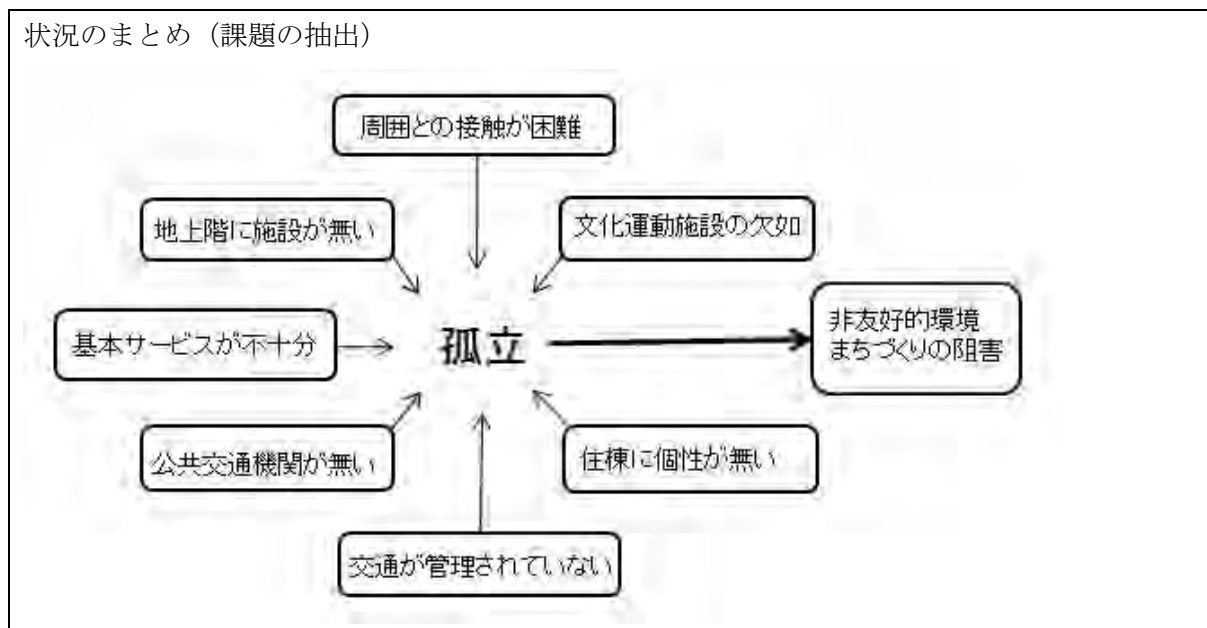 状況のまとめ（課題の抽出）
周囲との接触が困難
地上階に施設が無い
文化運動施設の欠如
基本サービスが不十分
孤立
非友好的環境
まちづくりの阻害
公共交通機関が無い
住棟に個性が無い
交通が管理されていない